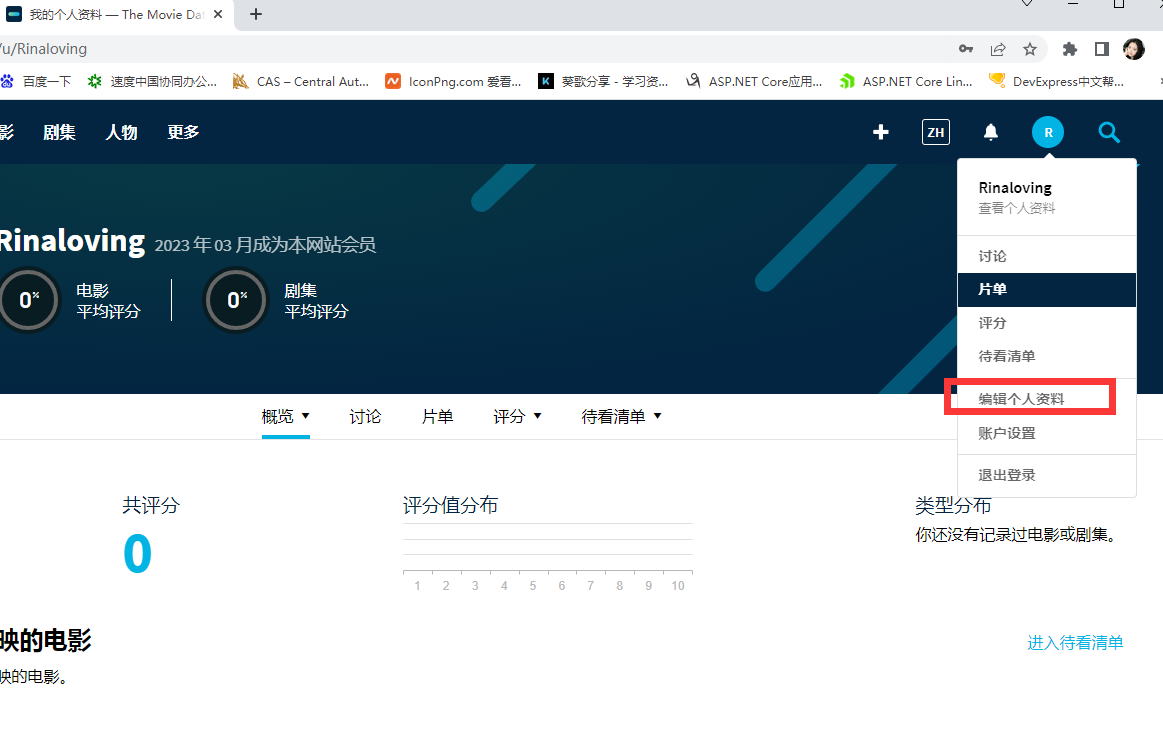 我的个人资料 — The Movie Dat
/u/Rinaloving
百度一下
速度中国协同办公...
CAS – Central Aut...
IconPng.com 爱看...
葵歌分享 - 学习资...
ASP.NET Core应用...
ASP.NET Core Lin...
DevExpress中文帮...
影
剧集
人物
更多
ZH
R
Rinaloving
查看个人资料
讨论
片单
评分
待看清单
编辑个人资料
账户设置
退出登录
Rinaloving 2023 年 03 月成为本网站会员
0%
电影
平均评分
0%
剧集
平均评分
概览
讨论
片单
评分
待看清单
共评分
0
评分值分布
1 2 3 4 5 6 7 8 9 10
类型分布
你还没有记录过电影或剧集。
映的电影
进入待看清单
映的电影。